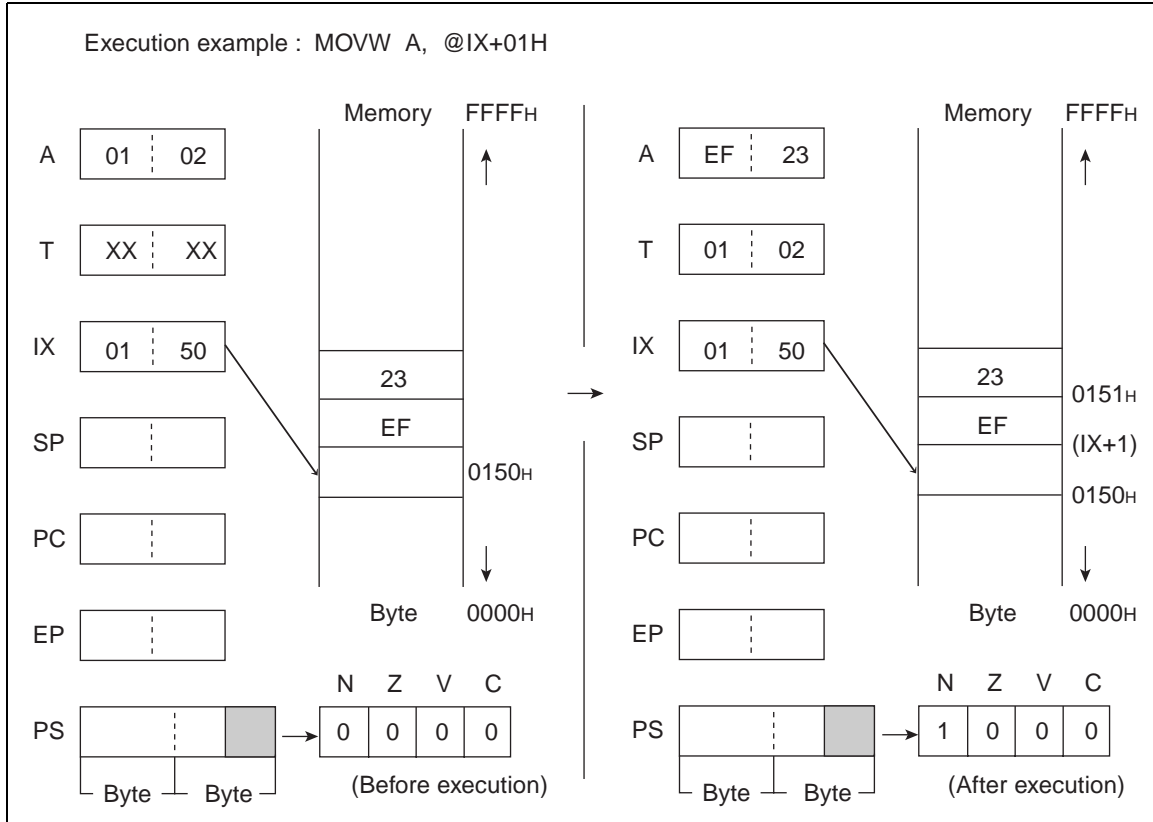 Execution example : MOVW A, @IX+01H
Memory FFFFH
A 01 02
T XX XX
IX 01 50
23
EF
SP
0150H
PC
Byte 0000H
EP
N Z V C
PS 0 0 0 0
Byte Byte (Before execution)
Memory FFFFH
A EF 23
T 01 02
IX 01 50
23
0151H
EF
SP (IX+1)
0150H
PC
Byte 0000H
EP
N Z V C
PS 1 0 0 0
Byte Byte (After execution)